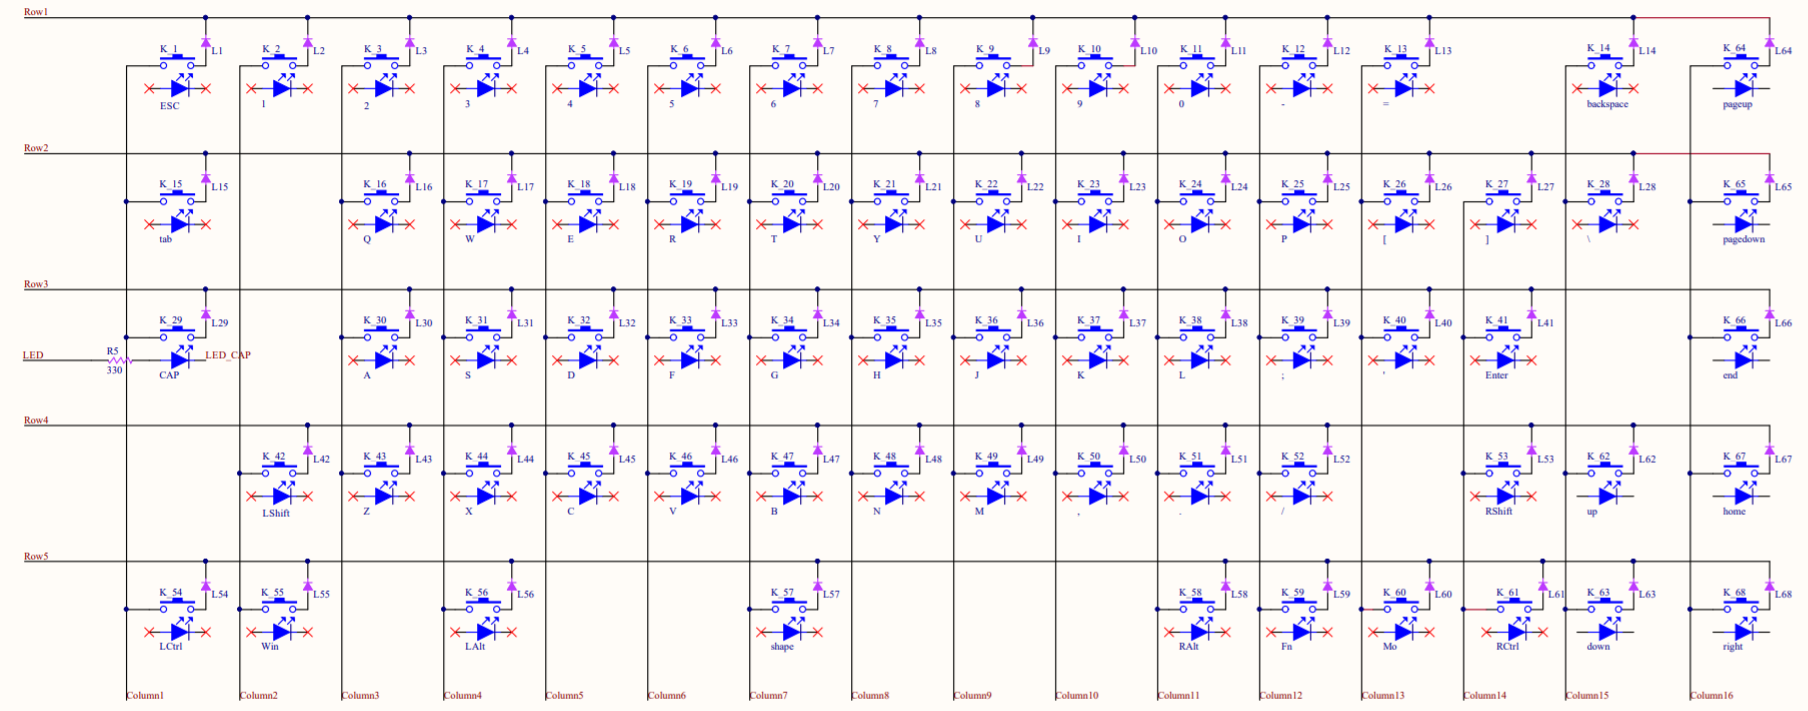 Row1
K_1 L1 K_2 L2 K_3 L3 K_4 L4 K_5 L5 K_6 L6 K_7 L7 K_8 L8 K_9 L9 K_10 L10 K_11 L11 K_12 L12 K_13 L13 K_14 L14 K_64 L64
ESC 1 2 3 4 5 6 7 8 9 0 - = backspace pageup
Row2
K_15 L15 K_16 L16 K_17 L17 K_18 L18 K_19 L19 K_20 L20 K_21 L21 K_22 L22 K_23 L23 K_24 L24 K_25 L25 K_26 L26 K_27 L27 K_28 L28 K_65 L65
tab Q W E R T Y U I O P [ ] \ pagedown
Row3
K_29 L29 K_30 L30 K_31 L31 K_32 L32 K_33 L33 K_34 L34 K_35 L35 K_36 L36 K_37 L37 K_38 L38 K_39 L39 K_40 L40 K_41 L41 K_66 L66
LED R5 LED_CAP
330 CAP A S D F G H J K L ; ' Enter end
Row4
K_42 L42 K_43 L43 K_44 L44 K_45 L45 K_46 L46 K_47 L47 K_48 L48 K_49 L49 K_50 L50 K_51 L51 K_52 L52 K_53 L53 K_62 L62 K_67 L67
LShift Z X C V B N M , . / RShift up home
Row5
K_54 L54 K_55 L55 K_56 L56 K_57 L57 K_58 L58 K_59 L59 K_60 L60 K_61 L61 K_63 L63 K_68 L68
LCtrl Win LAlt shape RAlt Fn Mo RCtrl down right
Column1 Column2 Column3 Column4 Column5 Column6 Column7 Column8 Column9 Column10 Column11 Column12 Column13 Column14 Column15 Column16